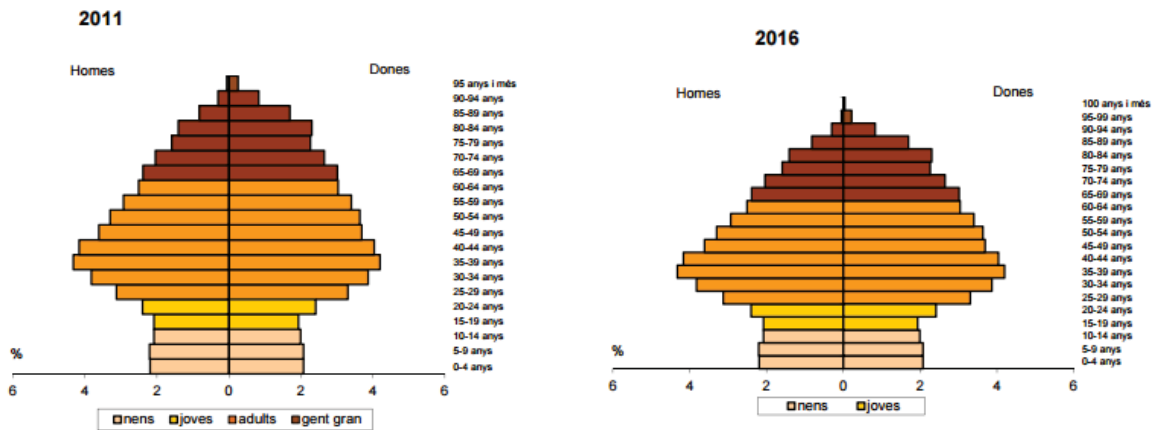 2011
Homes
Dones
95 anys i més
90-94 anys
85-89 anys
80-84 anys
75-79 anys
70-74 anys
65-69 anys
60-64 anys
55-59 anys
50-54 anys
45-49 anys
40-44 anys
35-39 anys
30-34 anys
25-29 anys
20-24 anys
15-19 anys
10-14 anys
5-9 anys
0-4 anys
%
6 4 2 0 2 4 6
nens joves adults gent gran
2016
Homes
Dones
100 anys i més
95-99 anys
90-94 anys
85-89 anys
80-84 anys
75-79 anys
70-74 anys
65-69 anys
60-64 anys
55-59 anys
50-54 anys
45-49 anys
40-44 anys
35-39 anys
30-34 anys
25-29 anys
20-24 anys
15-19 anys
10-14 anys
5-9 anys
0-4 anys
%
6 4 2 0 2 4 6
nens joves